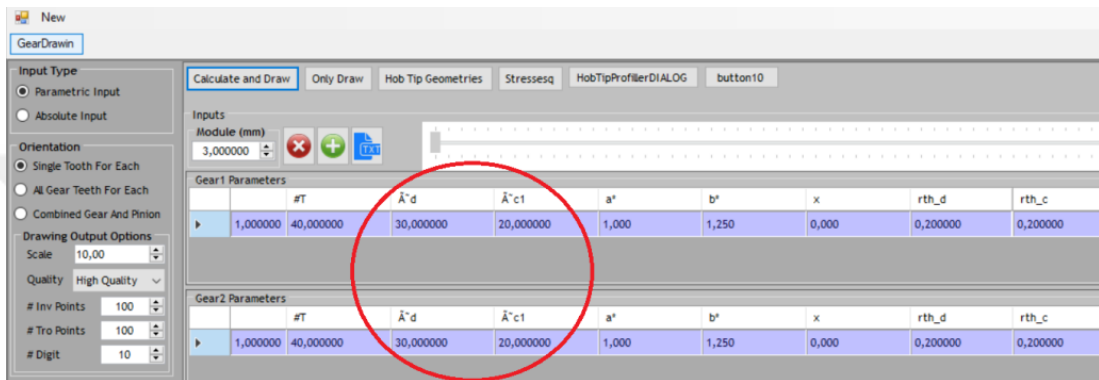 New
GearDrawin
Input Type
Parametric Input
Absolute Input
Orientation
Single Tooth For Each
All Gear Teeth For Each
Combined Gear And Pinion
Drawing Output Options
Scale 10,00
Quality High Quality
# Inv Points 100
# Tro Points 100
# Digit 10
Calculate and Draw Only Draw Hob Tip Geometries Stressesq HobTipProfilerDIALOG button10
Inputs
Module (mm)
3,000000
TXT
Gear1 Parameters
#T Ã˜d Ã˜c1 a* b* x rth_d rth_c
1,000000 40,000000 30,000000 20,000000 1,000 1,250 0,000 0,200000 0,200000
Gear2 Parameters
#T Ã˜d Ã˜c1 a* b* x rth_d rth_c
1,000000 40,000000 30,000000 20,000000 1,000 1,250 0,000 0,200000 0,200000